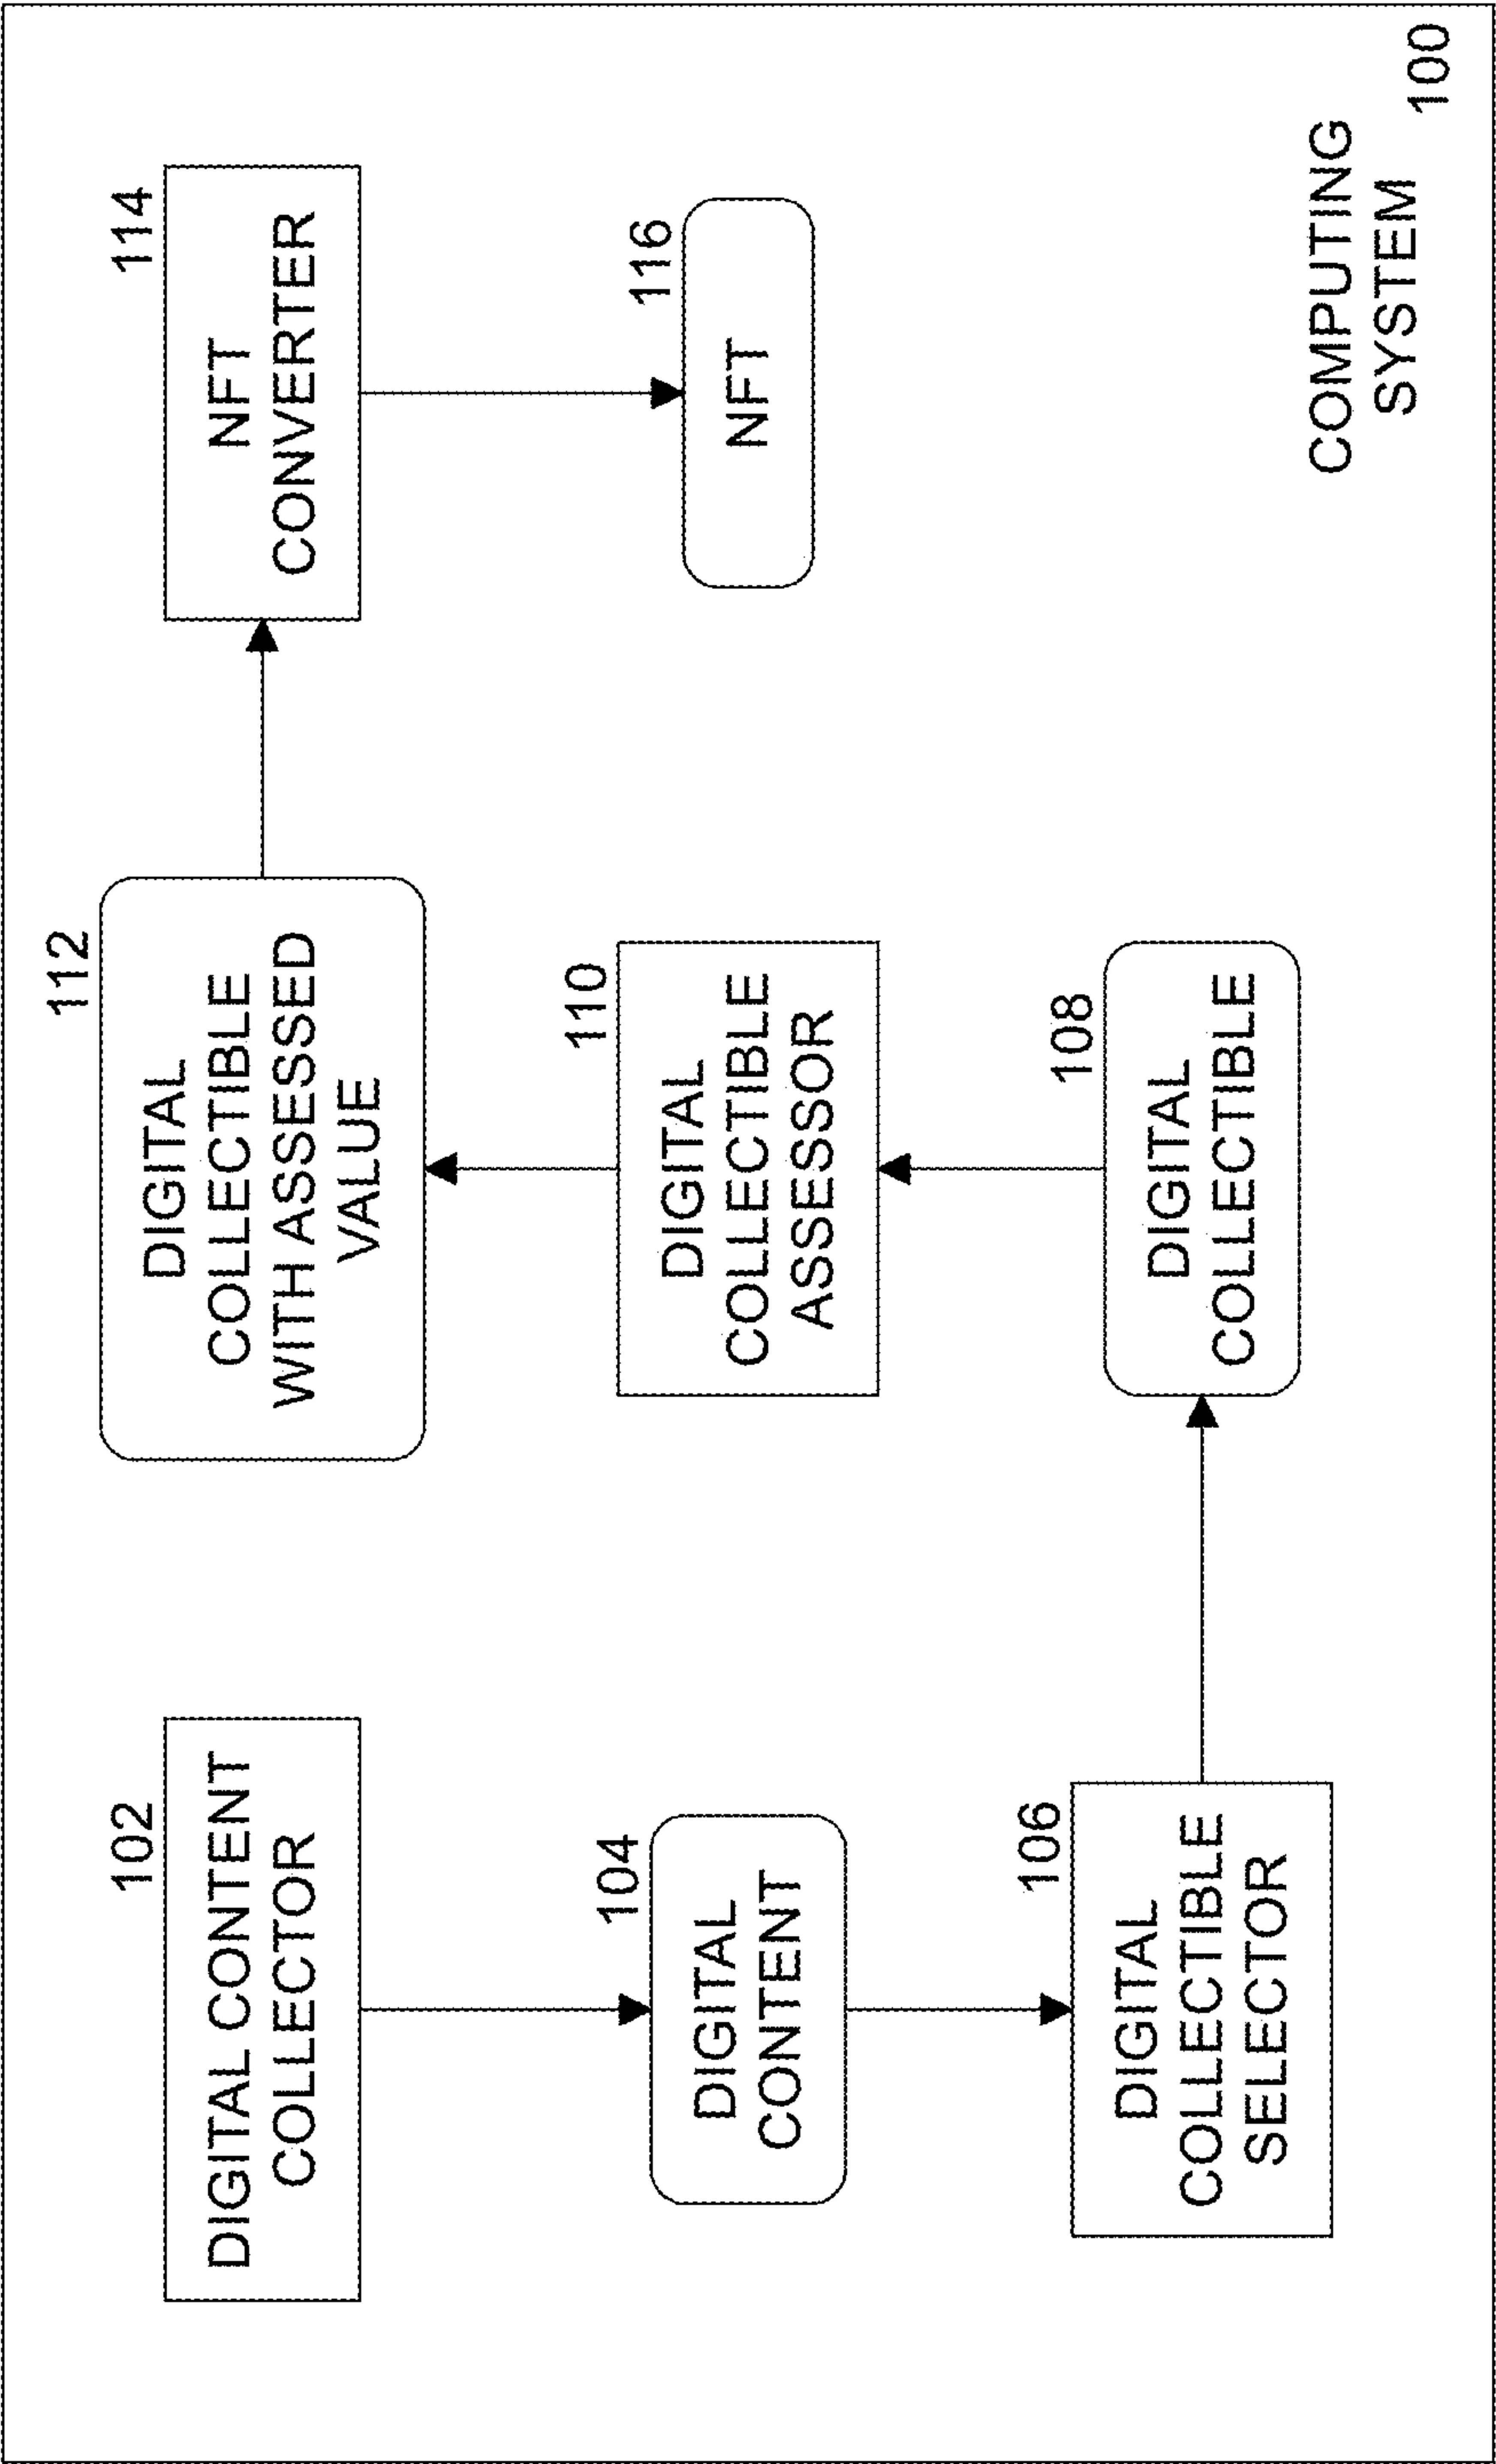 102
DIGITAL CONTENT
COLLECTOR
104
DIGITAL
CONTENT
106
DIGITAL
COLLECTIBLE
SELECTOR
108
DIGITAL
COLLECTIBLE
110
DIGITAL
COLLECTIBLE
ASSESSOR
112
DIGITAL
COLLECTIBLE
WITH ASSESSED
VALUE
114
NFT
CONVERTER
116
NFT
COMPUTING
SYSTEM
100